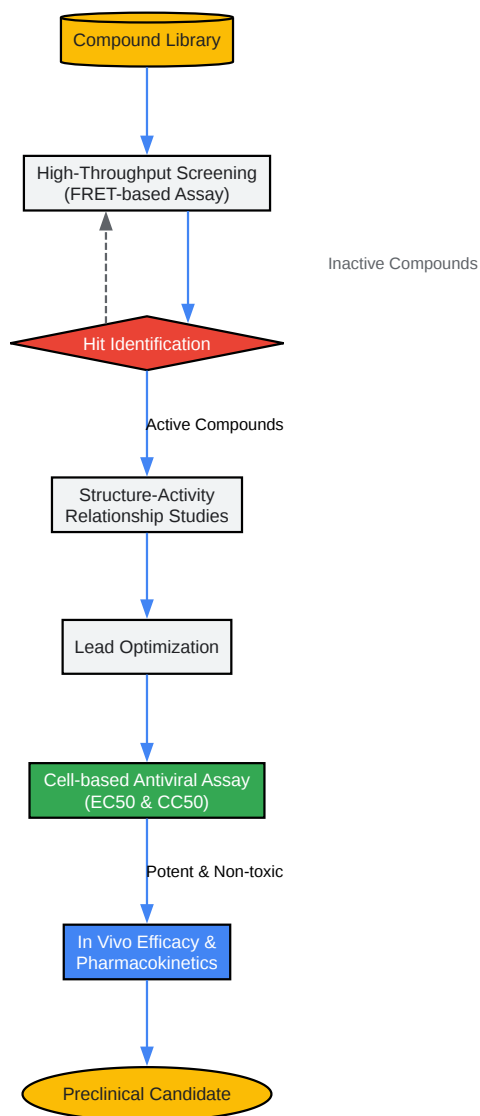 Compound Library
High-Throughput Screening
(FRET-based Assay)
Inactive Compounds
Hit Identification
Active Compounds
Structure-Activity
Relationship Studies
Lead Optimization
Cell-based Antiviral Assay
(EC50 & CC50)
Potent & Non-toxic
In Vivo Efficacy &
Pharmacokinetics
Preclinical Candidate